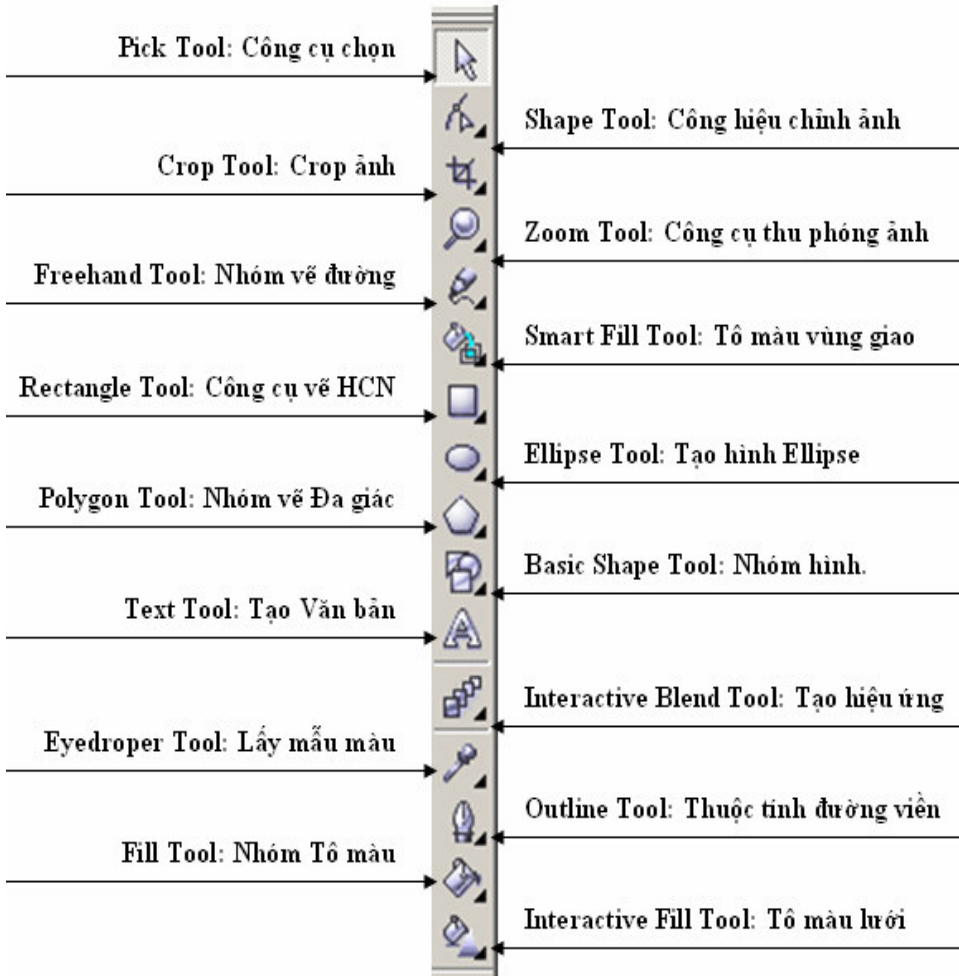 Pick Tool: Công cụ chọn
Shape Tool: Công hiệu chỉnh ảnh
Crop Tool: Crop ảnh
Zoom Tool: Công cụ thu phóng ảnh
Freehand Tool: Nhóm vẽ đường
Smart Fill Tool: Tô màu vùng giao
Rectangle Tool: Công cụ vẽ HCN
Ellipse Tool: Tạo hình Ellipse
Polygon Tool: Nhóm vẽ Đa giác
Basic Shape Tool: Nhóm hình.
Text Tool: Tạo Văn bản
Interactive Blend Tool: Tạo hiệu ứng
Eyedroper Tool: Lấy mẫu màu
Outline Tool: Thuộc tính đường viền
Fill Tool: Nhóm Tô màu
Interactive Fill Tool: Tô màu lưới